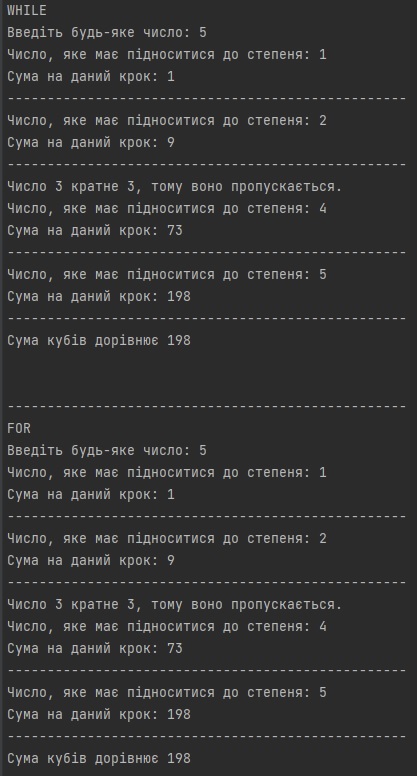 WHILE
Введіть будь-яке число: 5
Число, яке має підноситися до степеня: 1
Сума на даний крок: 1
--------------------------------------------------
Число, яке має підноситися до степеня: 2
Сума на даний крок: 9
--------------------------------------------------
Число 3 кратне 3, тому воно пропускається.
Число, яке має підноситися до степеня: 4
Сума на даний крок: 73
--------------------------------------------------
Число, яке має підноситися до степеня: 5
Сума на даний крок: 198
--------------------------------------------------
Сума кубів дорівнює 198
--------------------------------------------------
FOR
Введіть будь-яке число: 5
Число, яке має підноситися до степеня: 1
Сума на даний крок: 1
--------------------------------------------------
Число, яке має підноситися до степеня: 2
Сума на даний крок: 9
--------------------------------------------------
Число 3 кратне 3, тому воно пропускається.
Число, яке має підноситися до степеня: 4
Сума на даний крок: 73
--------------------------------------------------
Число, яке має підноситися до степеня: 5
Сума на даний крок: 198
--------------------------------------------------
Сума кубів дорівнює 198